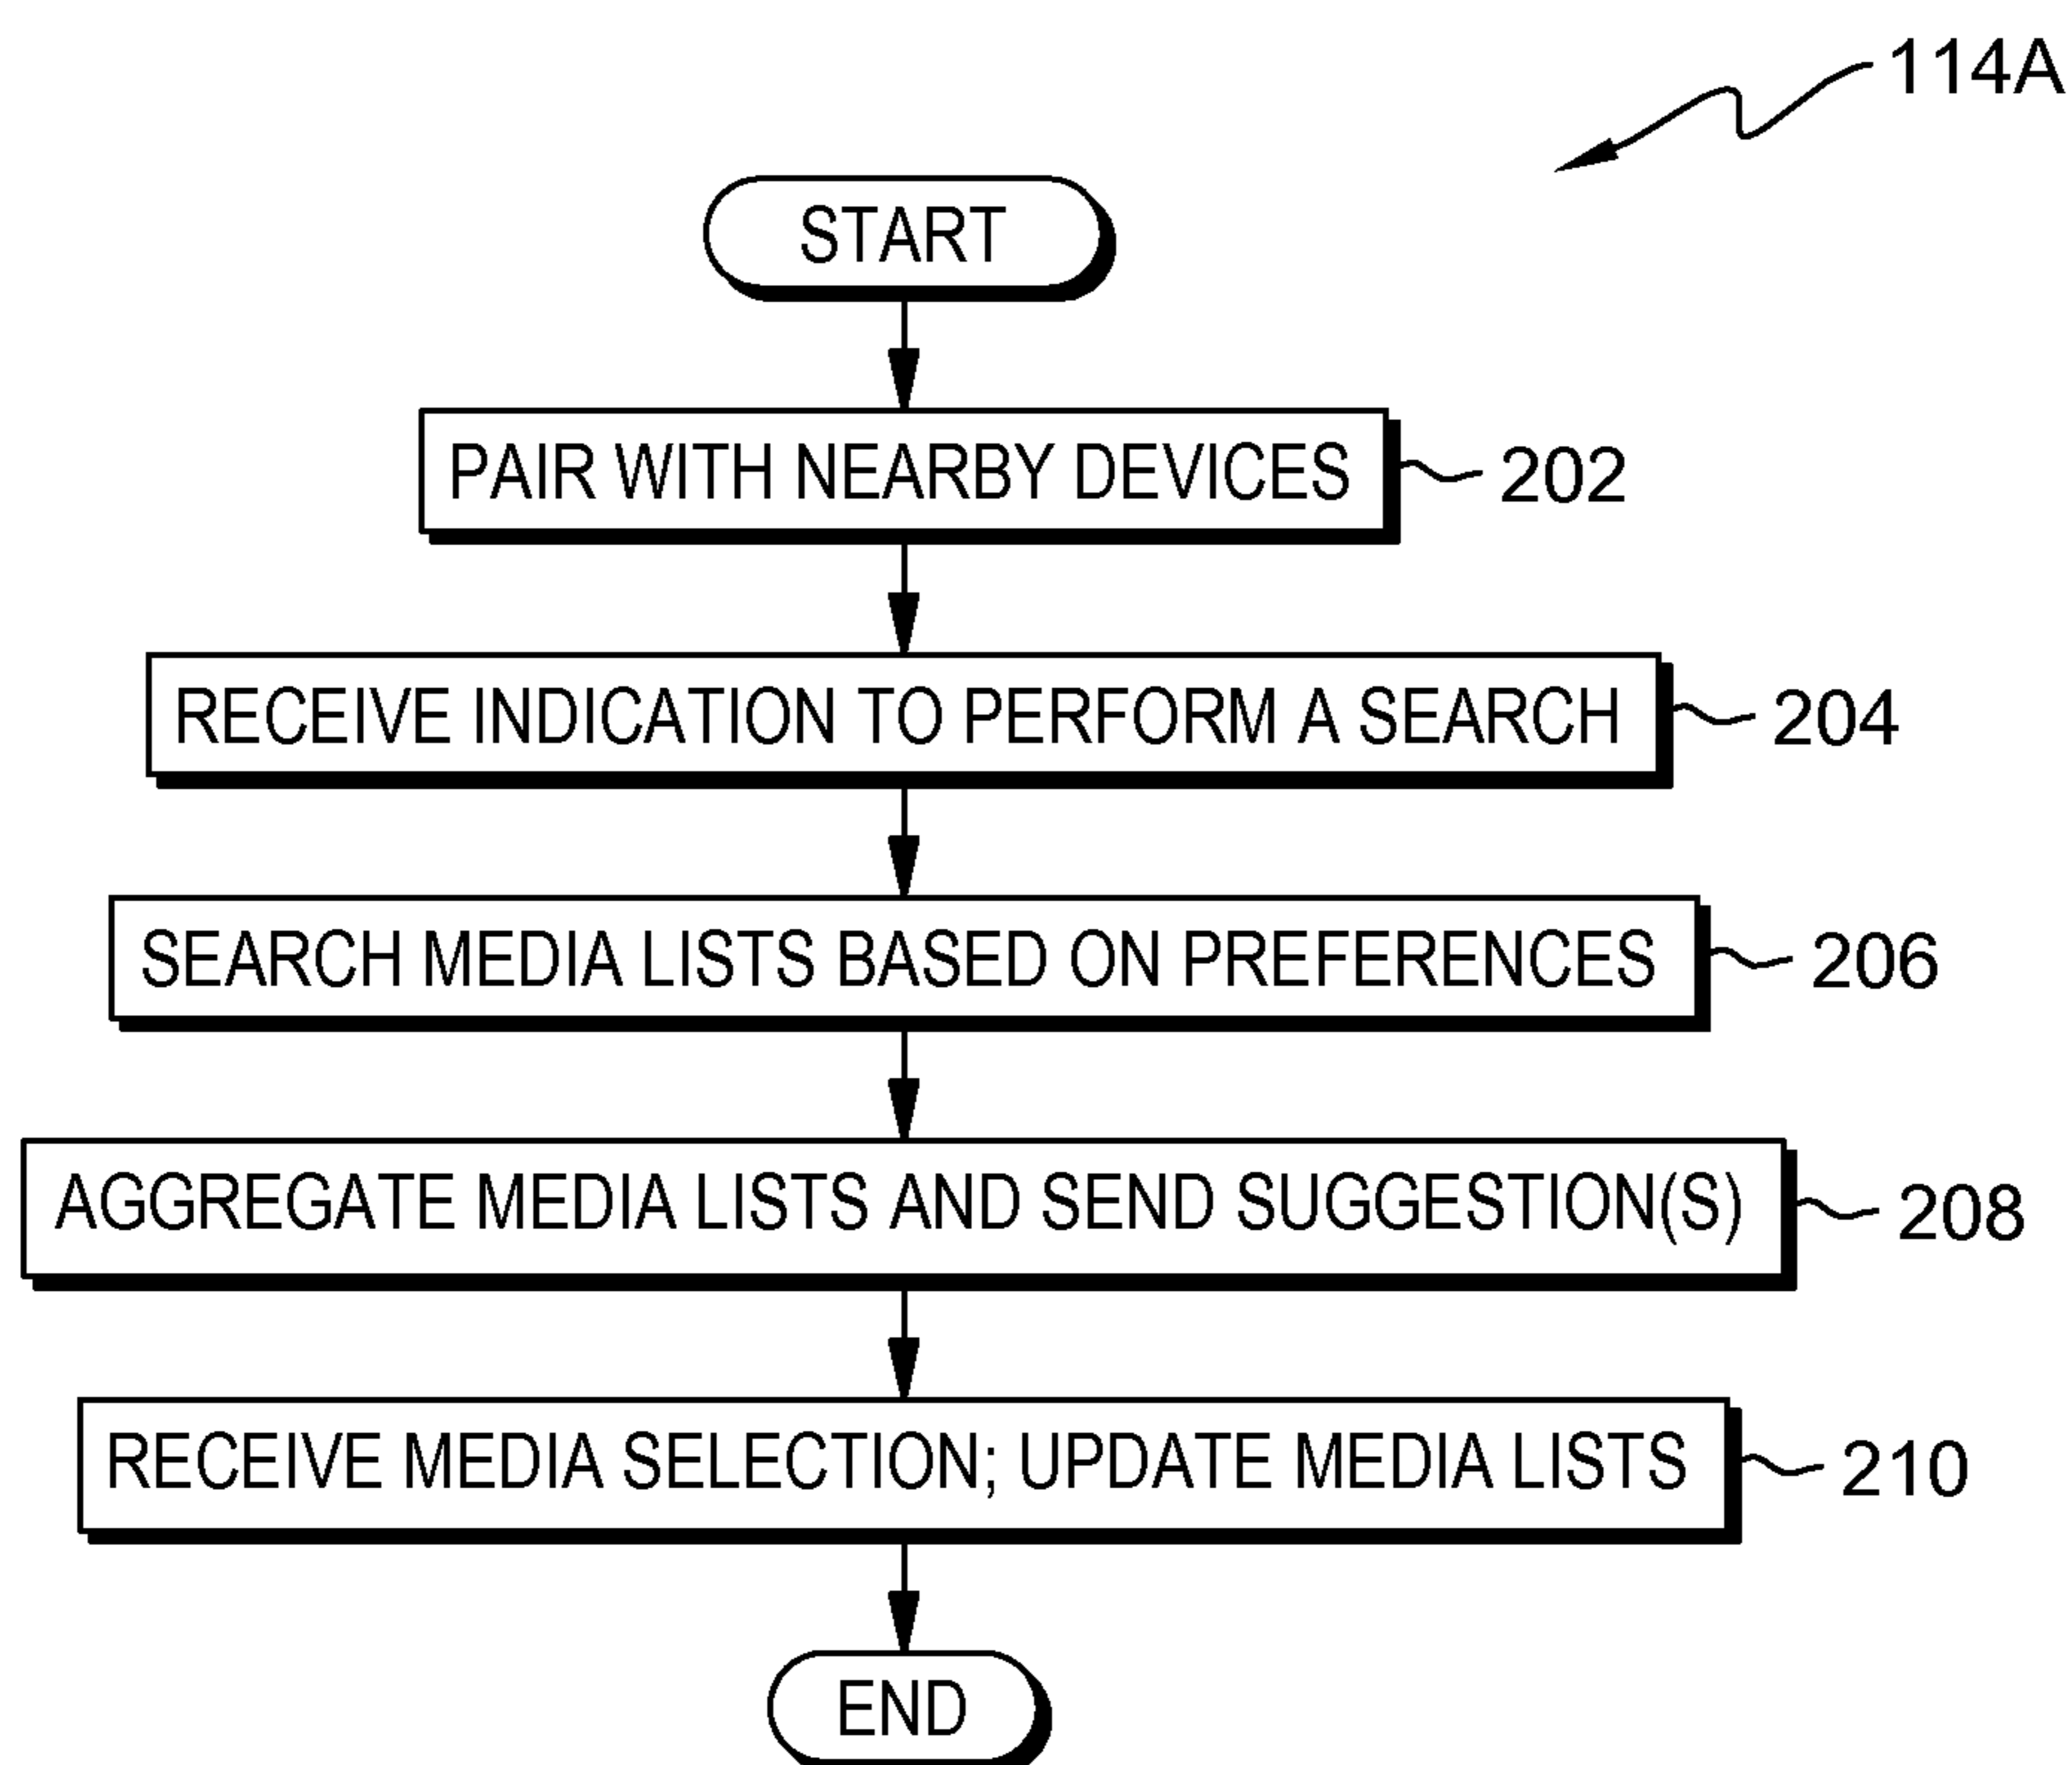 114A
START
PAIR WITH NEARBY DEVICES 202
RECEIVE INDICATION TO PERFORM A SEARCH 204
SEARCH MEDIA LISTS BASED ON PREFERENCES 206
AGGREGATE MEDIA LISTS AND SEND SUGGESTION(S) 208
RECEIVE MEDIA SELECTION; UPDATE MEDIA LISTS 210
END